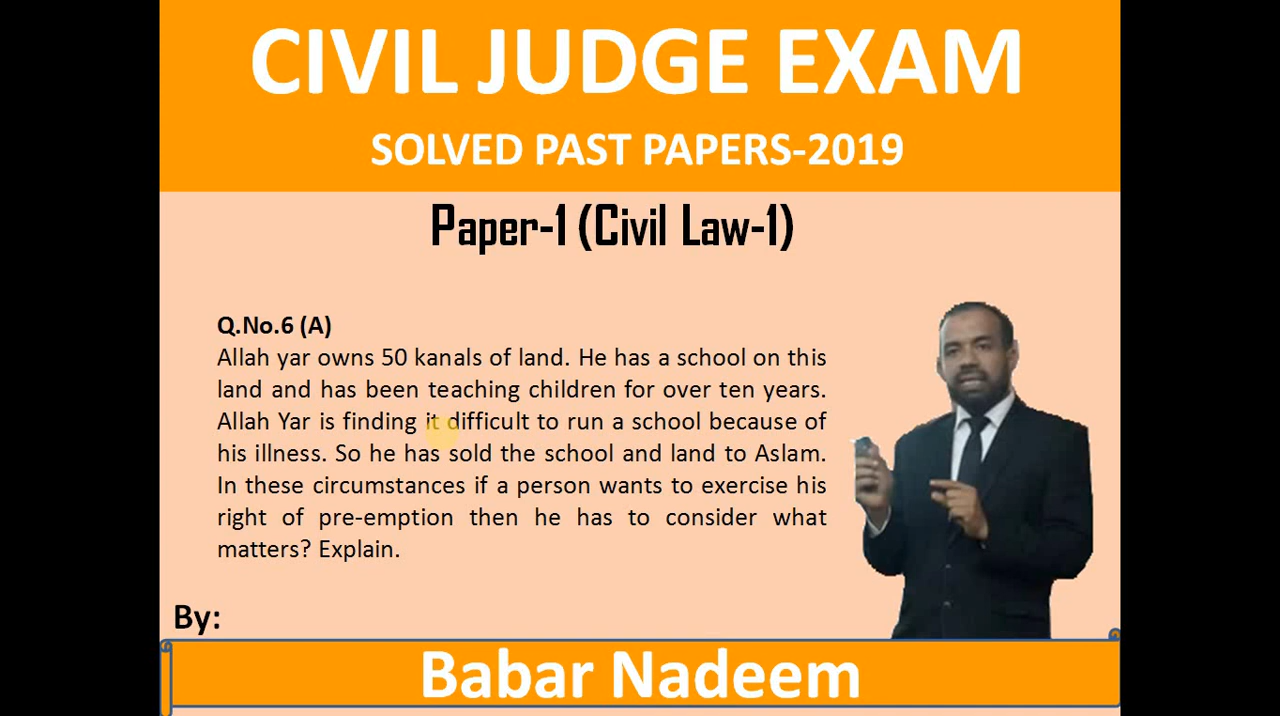 CIVIL JUDGE EXAM
SOLVED PAST PAPERS-2019
Paper-1 (Civil Law-1)
Q.No.6 (A)
Allah yar owns 50 kanals of land. He has a school on this
land and has been teaching children for over ten years.
Allah Yar is finding it difficult to run a school because of
his illness. So he has sold the school and land to Aslam.
In these circumstances if a person wants to exercise his
right of pre-emption then he has to consider what
matters? Explain.
By:
Babar Nadeem